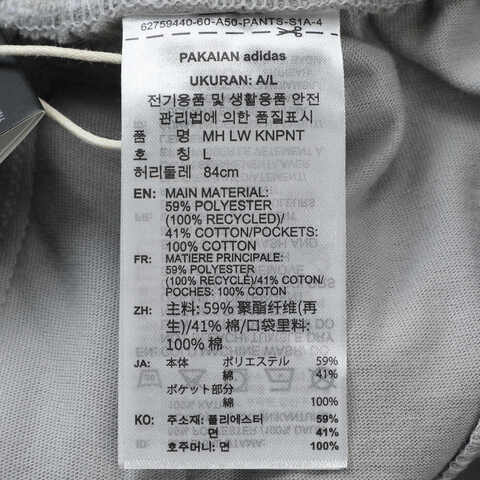 62759440-60-A50-PANTS-S1A-4
PAKAIAN adidas
UKURAN: A/L
전기용품 및 생활용품 안전
관리법에 의한 품질표시
품 명 MH LW KNPNT
호 칭 L
허리둘레 84cm
EN: MAIN MATERIAL:
59% POLYESTER
(100% RECYCLED)/
41% COTTON/POCKETS:
100% COTTON
FR: MATIERE PRINCIPALE:
59% POLYESTER
(100% RECYCLE)/41% COTON/
POCHES: 100% COTON
ZH: 主料: 59% 聚酯纤维(再
生)/41% 棉/口袋里料:
100% 棉
JA: 本体 ポリエステル 59%
綿 41%
ポケット部分
綿 100%
KO: 주소재: 폴리에스터 59%
면 41%
호주머니: 면 100%